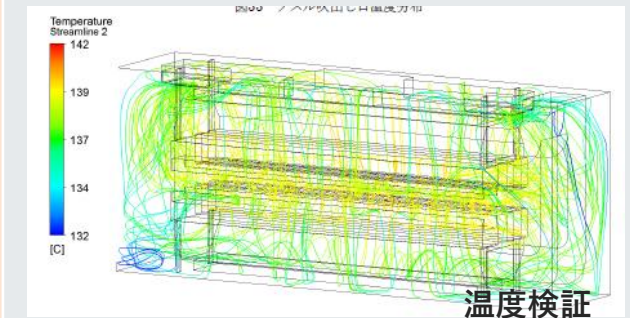 Temperature
Streamline 2
142
139
137
134
132
[C]
温度検証